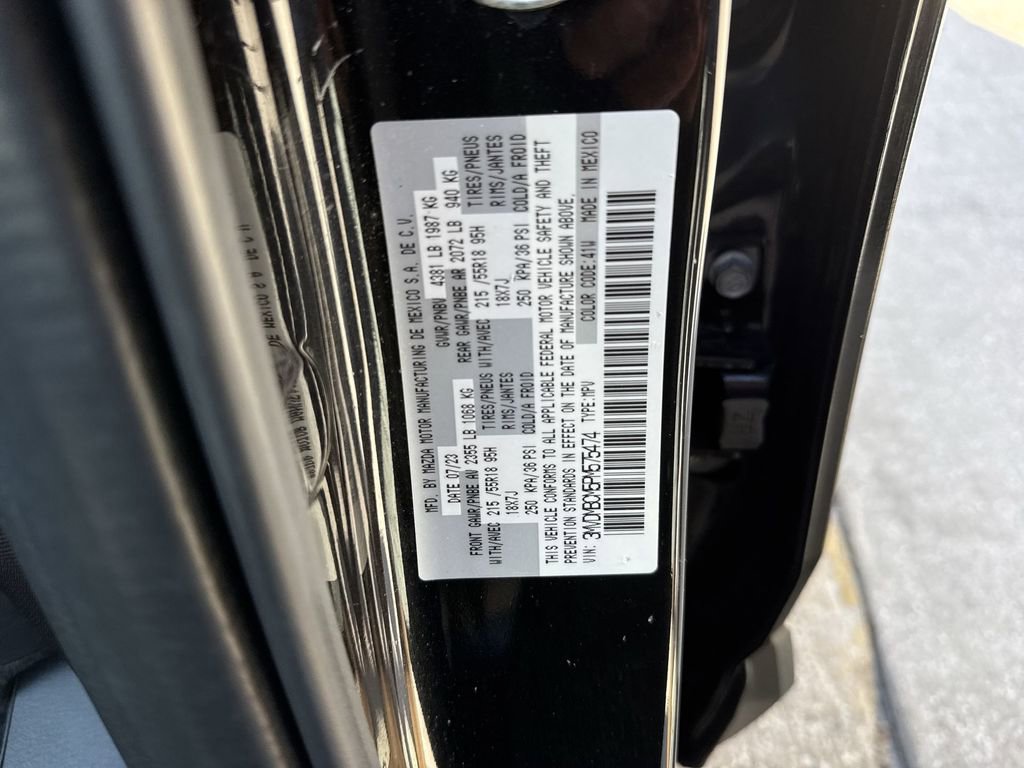 MFD. BY MAZDA MOTOR MANUFACTURING DE MEXICO S.A. DE C.V.
DATE 07/23 GVWR/PNBV 4381 LB 1987 KG
FRONT GAWR/PNBE AV 2355 LB 1068 KG REAR GAWR/PNBE AR 2072 LB 940 KG
WITH/AVEC 215 /55R18 95H TIRES/PNEUS WITH/AVEC 215 /55R18 95H TIRES/PNEUS
18X7J RIMS/JANTES 18X7J RIMS/JANTES
250 KPA/36 PSI COLD/A FROID 250 KPA/36 PSI COLD/A FROID
THIS VEHICLE CONFORMS TO ALL APPLICABLE FEDERAL MOTOR VEHICLE SAFETY AND THEFT
PREVENTION STANDARDS IN EFFECT ON THE DATE OF MANUFACTURE SHOWN ABOVE.
VIN: 3MVDMBCM5PM575474 TYPE:MPV COLOR CODE:41W MADE IN MEXICO